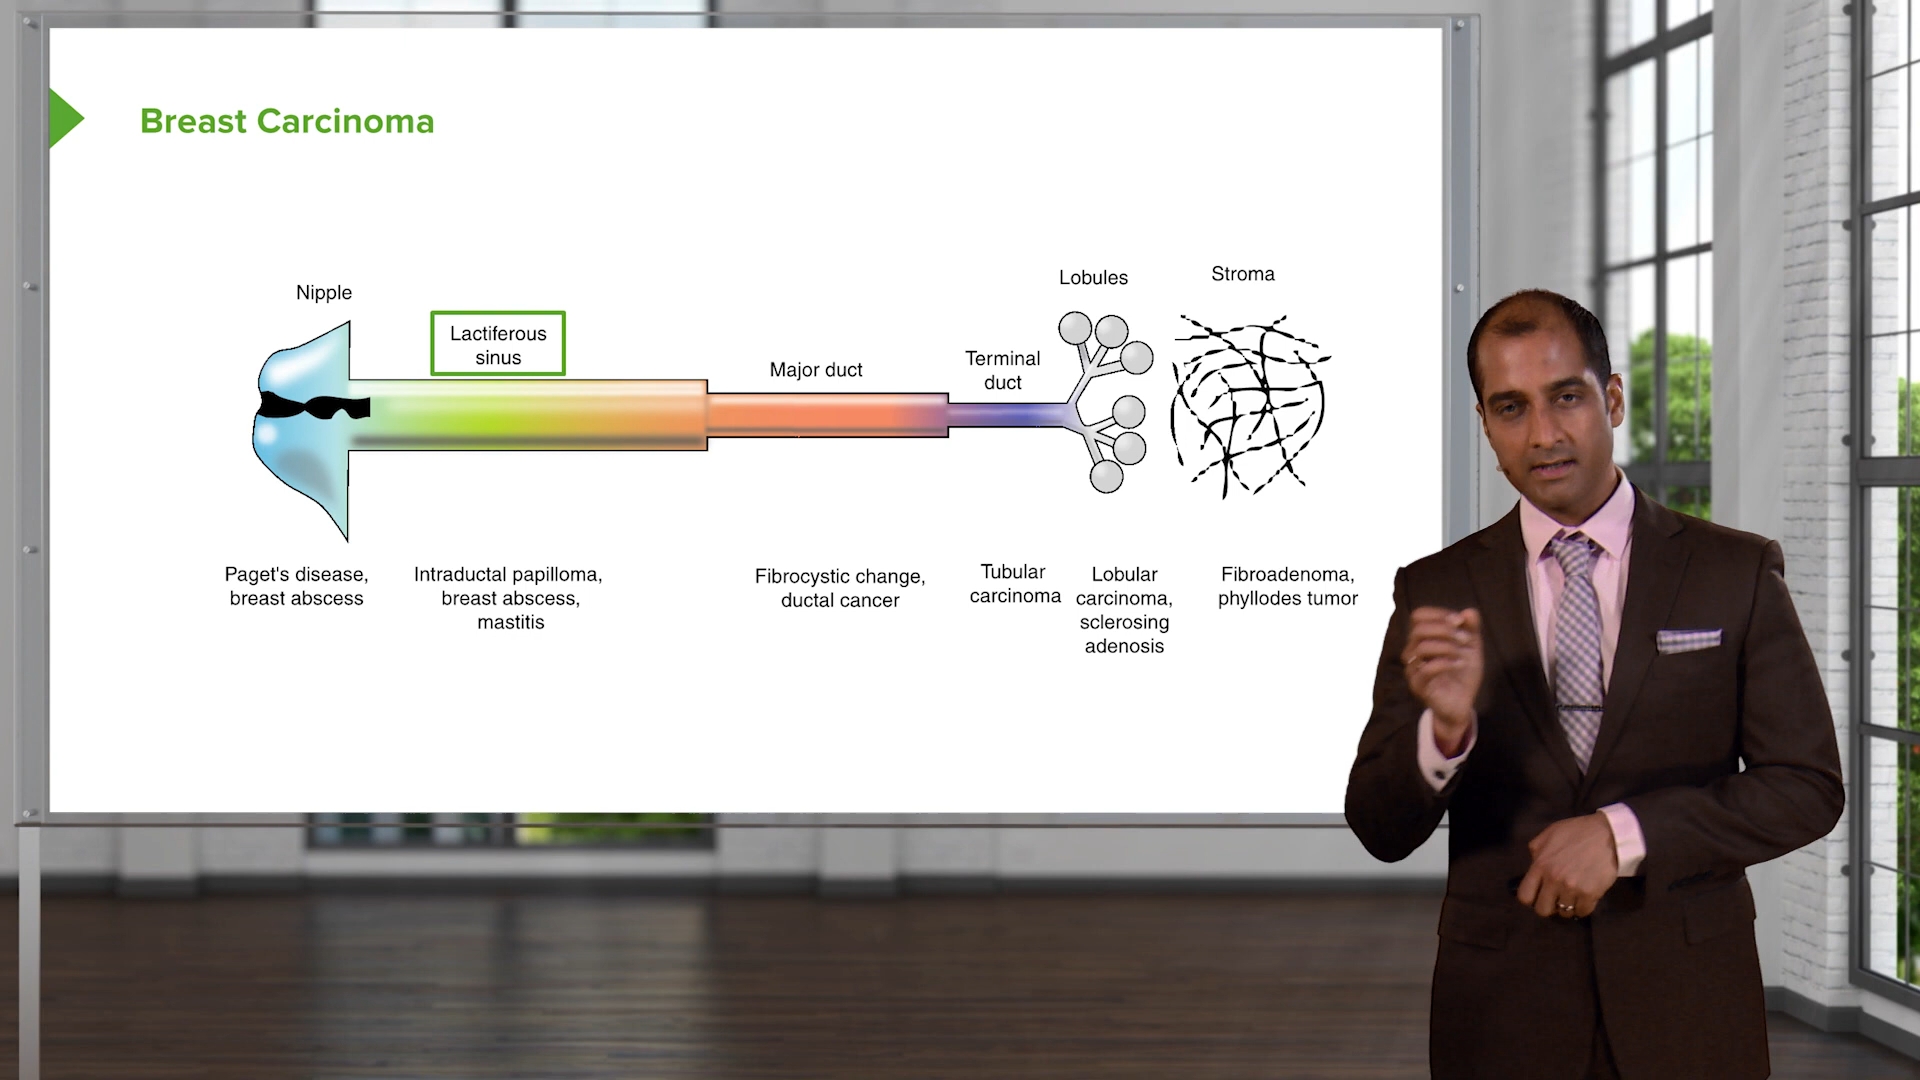 Breast Carcinoma
Nipple
Lactiferous
sinus
Major duct
Terminal
duct
Lobules
Stroma
Paget's disease,
breast abscess
Intraductal papilloma,
breast abscess,
mastitis
Fibrocystic change,
ductal cancer
Tubular
carcinoma
Lobular
carcinoma,
sclerosing
adenosis
Fibroadenoma,
phyllodes tumor